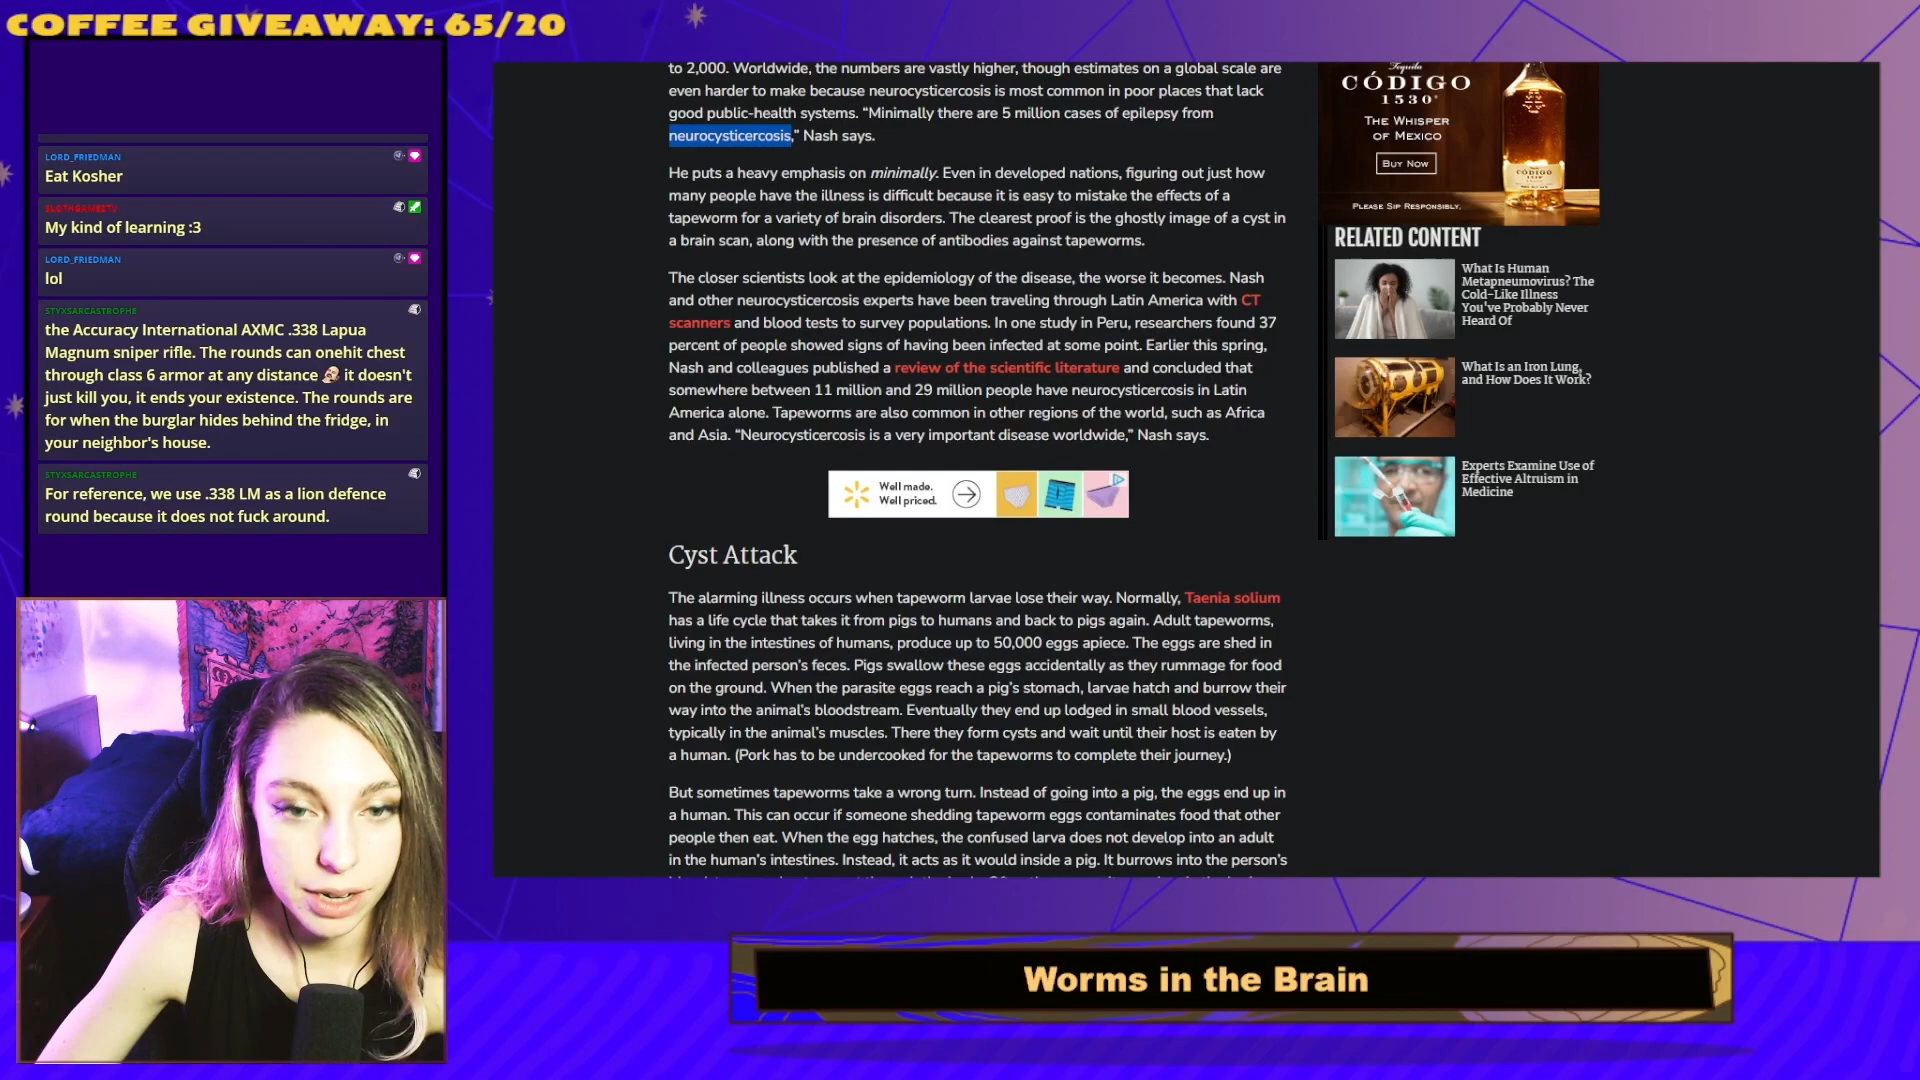 COFFEE GIVEAWAY: 65/20
LORD_FRIEDMAN
Eat Kosher
SLOTHGAMESTV
My kind of learning :3
LORD_FRIEDMAN
lol
STYXSARCASTROPHE
the Accuracy International AXMC .338 Lapua
Magnum sniper rifle. The rounds can onehit chest
through class 6 armor at any distance it doesn't
just kill you, it ends your existence. The rounds are
for when the burglar hides behind the fridge, in
your neighbor's house.
STYXSARCASTROPHE
For reference, we use .338 LM as a lion defence
round because it does not fuck around.
to 2,000. Worldwide, the numbers are vastly higher, though estimates on a global scale are
even harder to make because neurocysticercosis is most common in poor places that lack
good public-health systems. “Minimally there are 5 million cases of epilepsy from
neurocysticercosis,” Nash says.
He puts a heavy emphasis on minimally. Even in developed nations, figuring out just how
many people have the illness is difficult because it is easy to mistake the effects of a
tapeworm for a variety of brain disorders. The clearest proof is the ghostly image of a cyst in
a brain scan, along with the presence of antibodies against tapeworms.
The closer scientists look at the epidemiology of the disease, the worse it becomes. Nash
and other neurocysticercosis experts have been traveling through Latin America with CT
scanners and blood tests to survey populations. In one study in Peru, researchers found 37
percent of people showed signs of having been infected at some point. Earlier this spring,
Nash and colleagues published a review of the scientific literature and concluded that
somewhere between 11 million and 29 million people have neurocysticercosis in Latin
America alone. Tapeworms are also common in other regions of the world, such as Africa
and Asia. “Neurocysticercosis is a very important disease worldwide,” Nash says.
Well made.
Well priced.
Cyst Attack
The alarming illness occurs when tapeworm larvae lose their way. Normally, Taenia solium
has a life cycle that takes it from pigs to humans and back to pigs again. Adult tapeworms,
living in the intestines of humans, produce up to 50,000 eggs apiece. The eggs are shed in
the infected person’s feces. Pigs swallow these eggs accidentally as they rummage for food
on the ground. When the parasite eggs reach a pig’s stomach, larvae hatch and burrow their
way into the animal’s bloodstream. Eventually they end up lodged in small blood vessels,
typically in the animal’s muscles. There they form cysts and wait until their host is eaten by
a human. (Pork has to be undercooked for the tapeworms to complete their journey.)
But sometimes tapeworms take a wrong turn. Instead of going into a pig, the eggs end up in
a human. This can occur if someone shedding tapeworm eggs contaminates food that other
people then eat. When the egg hatches, the confused larva does not develop into an adult
in the human’s intestines. Instead, it acts as it would inside a pig. It burrows into the person’s
Tequila
CÓDIGO
1530
THE WHISPER
OF MEXICO
BUY NOW
PLEASE SIP RESPONSIBLY.
CÓDIGO
RELATED CONTENT
What Is Human
Metapneumovirus? The
Cold-Like Illness
You've Probably Never
Heard Of
What Is an Iron Lung,
and How Does It Work?
Experts Examine Use of
Effective Altruism in
Medicine
Worms in the Brain